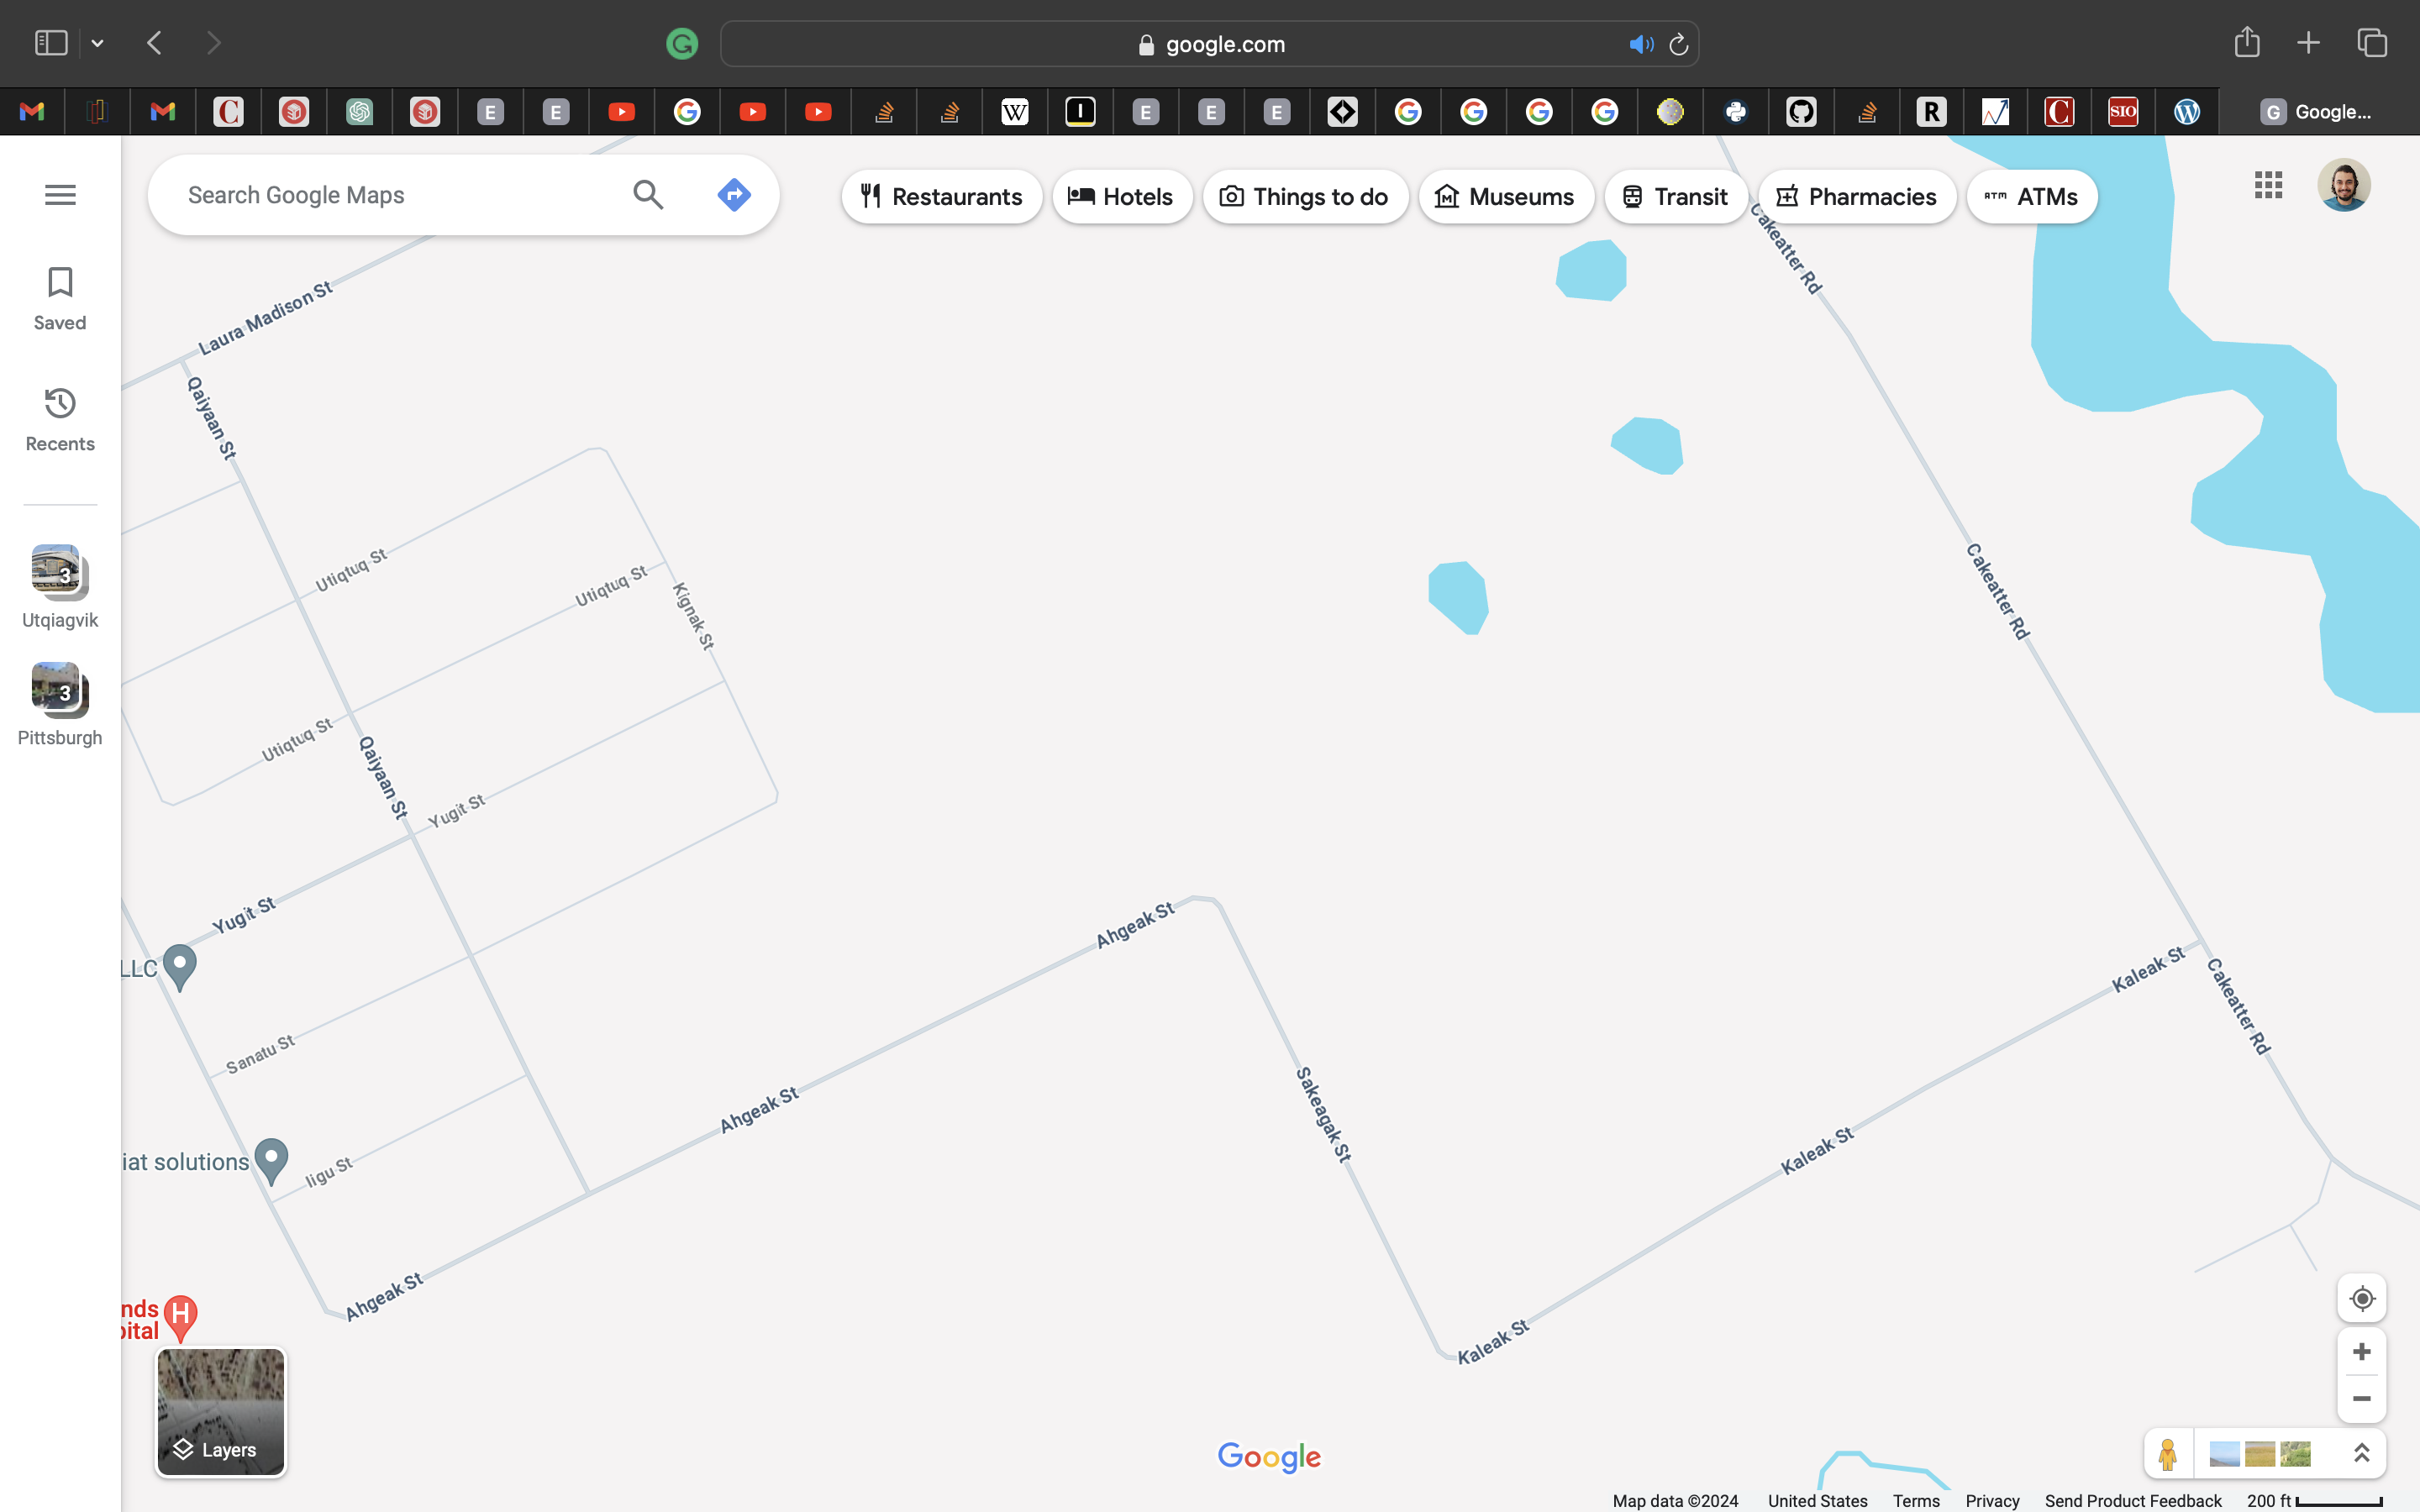 google.com
Google...
Search Google Maps
Restaurants
Hotels
Things to do
Museums
Transit
Pharmacies
ATM ATMs
Saved
Recents
3
Utqiagvik
3
Pittsburgh
Laura Madison St
Cakeatter Rd
Qaiyaan St
Utiqtuq St
Utiqtuq St
Kignak St
Cakeatter Rd
Utiqtuq St
Qaiyaan St
Yugit St
Yugit St
Ahgeak St
LLC
Kaleak St
Cakeatter Rd
Sanatu St
Ahgeak St
Sakeagak St
iat solutions
Iigu St
Kaleak St
Ahgeak St
nds
pital
H
Kaleak St
Layers
Google
Map data ©2024 United States Terms Privacy Send Product Feedback 200 ft